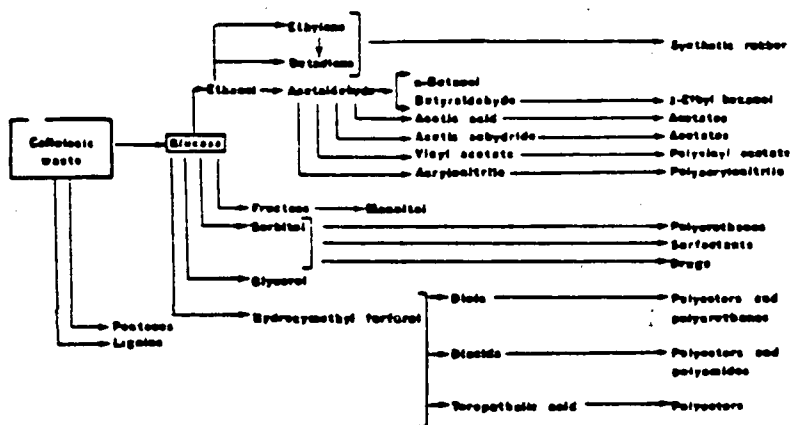 Ethylene
Butadiene
Synthetic rubber
Ethanol
Acetaldehyde
n-Butanol
Butyraldehyde
2-Ethyl hexanol
Acetic acid
Acetates
Cellulosic
waste
Glucose
Acetic anhydride
Acetates
Vinyl acetate
Polyvinyl acetate
Acrylonitrile
Polyacrylonitrile
Fructose
Mannitol
Sorbitol
Polyurethanes
Surfactants
Drugs
Glycerol
Hydroxymethyl furfural
Diols
Polyesters and
polyurethanes
Pentoses
Lignins
Diacids
Polyesters and
polyamides
Terephthalic acid
Polyesters